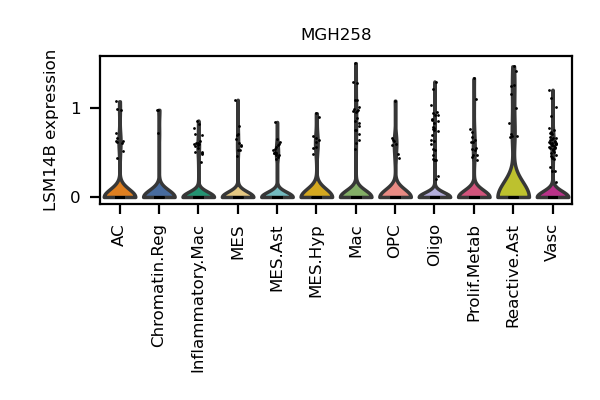 MGH258
LSM14B expression
1
0
AC
Chromatin.Reg
Inflammatory.Mac
MES
MES.Ast
MES.Hyp
Mac
OPC
Oligo
Prolif.Metab
Reactive.Ast
Vasc